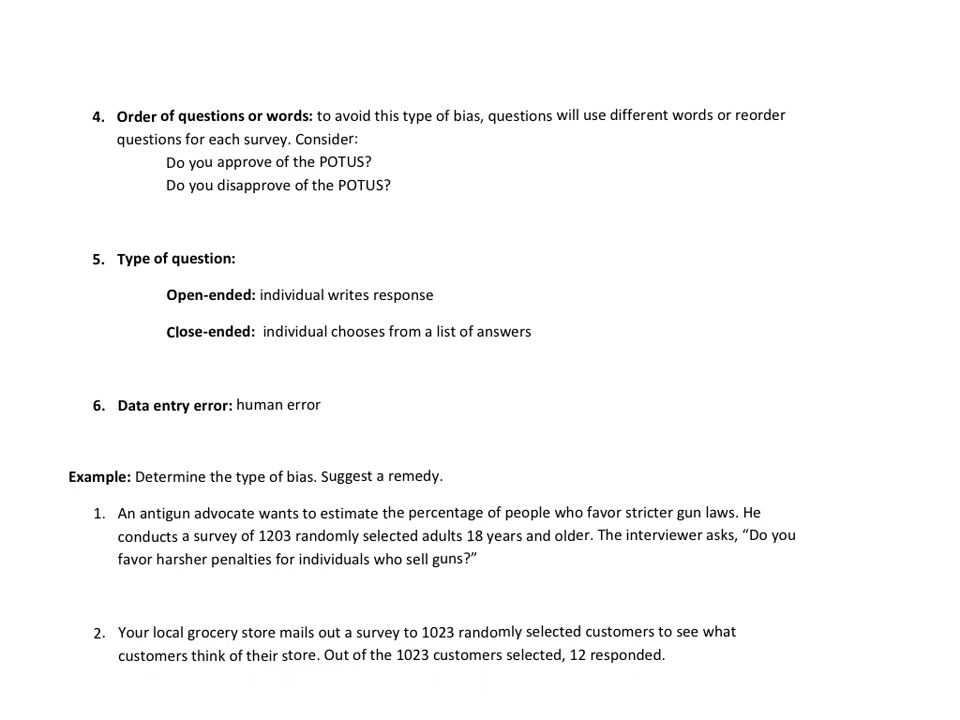 4. Order of questions or words: to avoid this type of bias, questions will use different words or reorder
questions for each survey. Consider:
Do you approve of the POTUS?
Do you disapprove of the POTUS?
5. Type of question:
Open-ended: individual writes response
Close-ended: individual chooses from a list of answers
6. Data entry error: human error
Example: Determine the type of bias. Suggest a remedy.
1. An antigun advocate wants to estimate the percentage of people who favor stricter gun laws. He
conducts a survey of 1203 randomly selected adults 18 years and older. The interviewer asks, “Do you
favor harsher penalties for individuals who sell guns?”
2. Your local grocery store mails out a survey to 1023 randomly selected customers to see what
customers think of their store. Out of the 1023 customers selected, 12 responded.